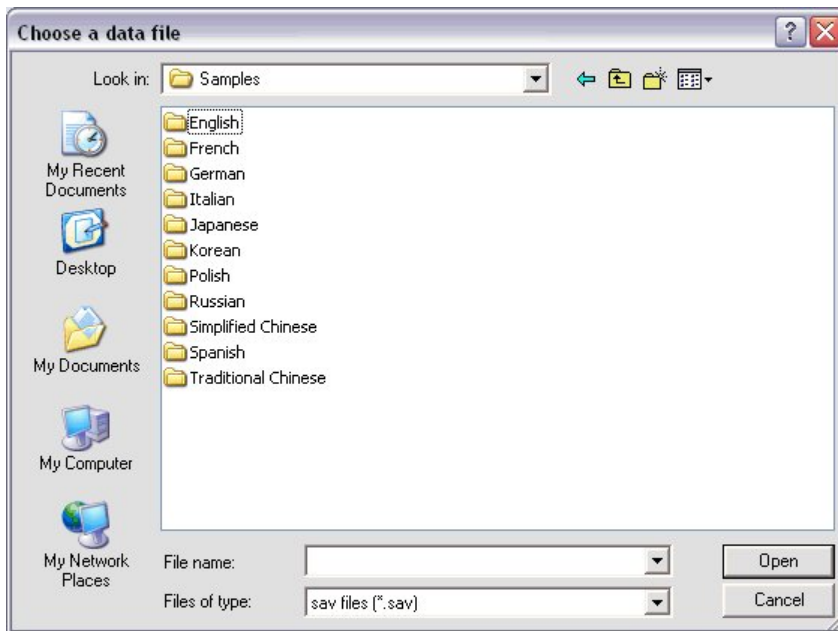 Choose a data file
Look in: Samples
My Recent
Documents
Desktop
My Documents
My Computer
My Network
Places
English
French
German
Italian
Japanese
Korean
Polish
Russian
Simplified Chinese
Spanish
Traditional Chinese
File name:
Open
Files of type: sav files (*.sav)
Cancel